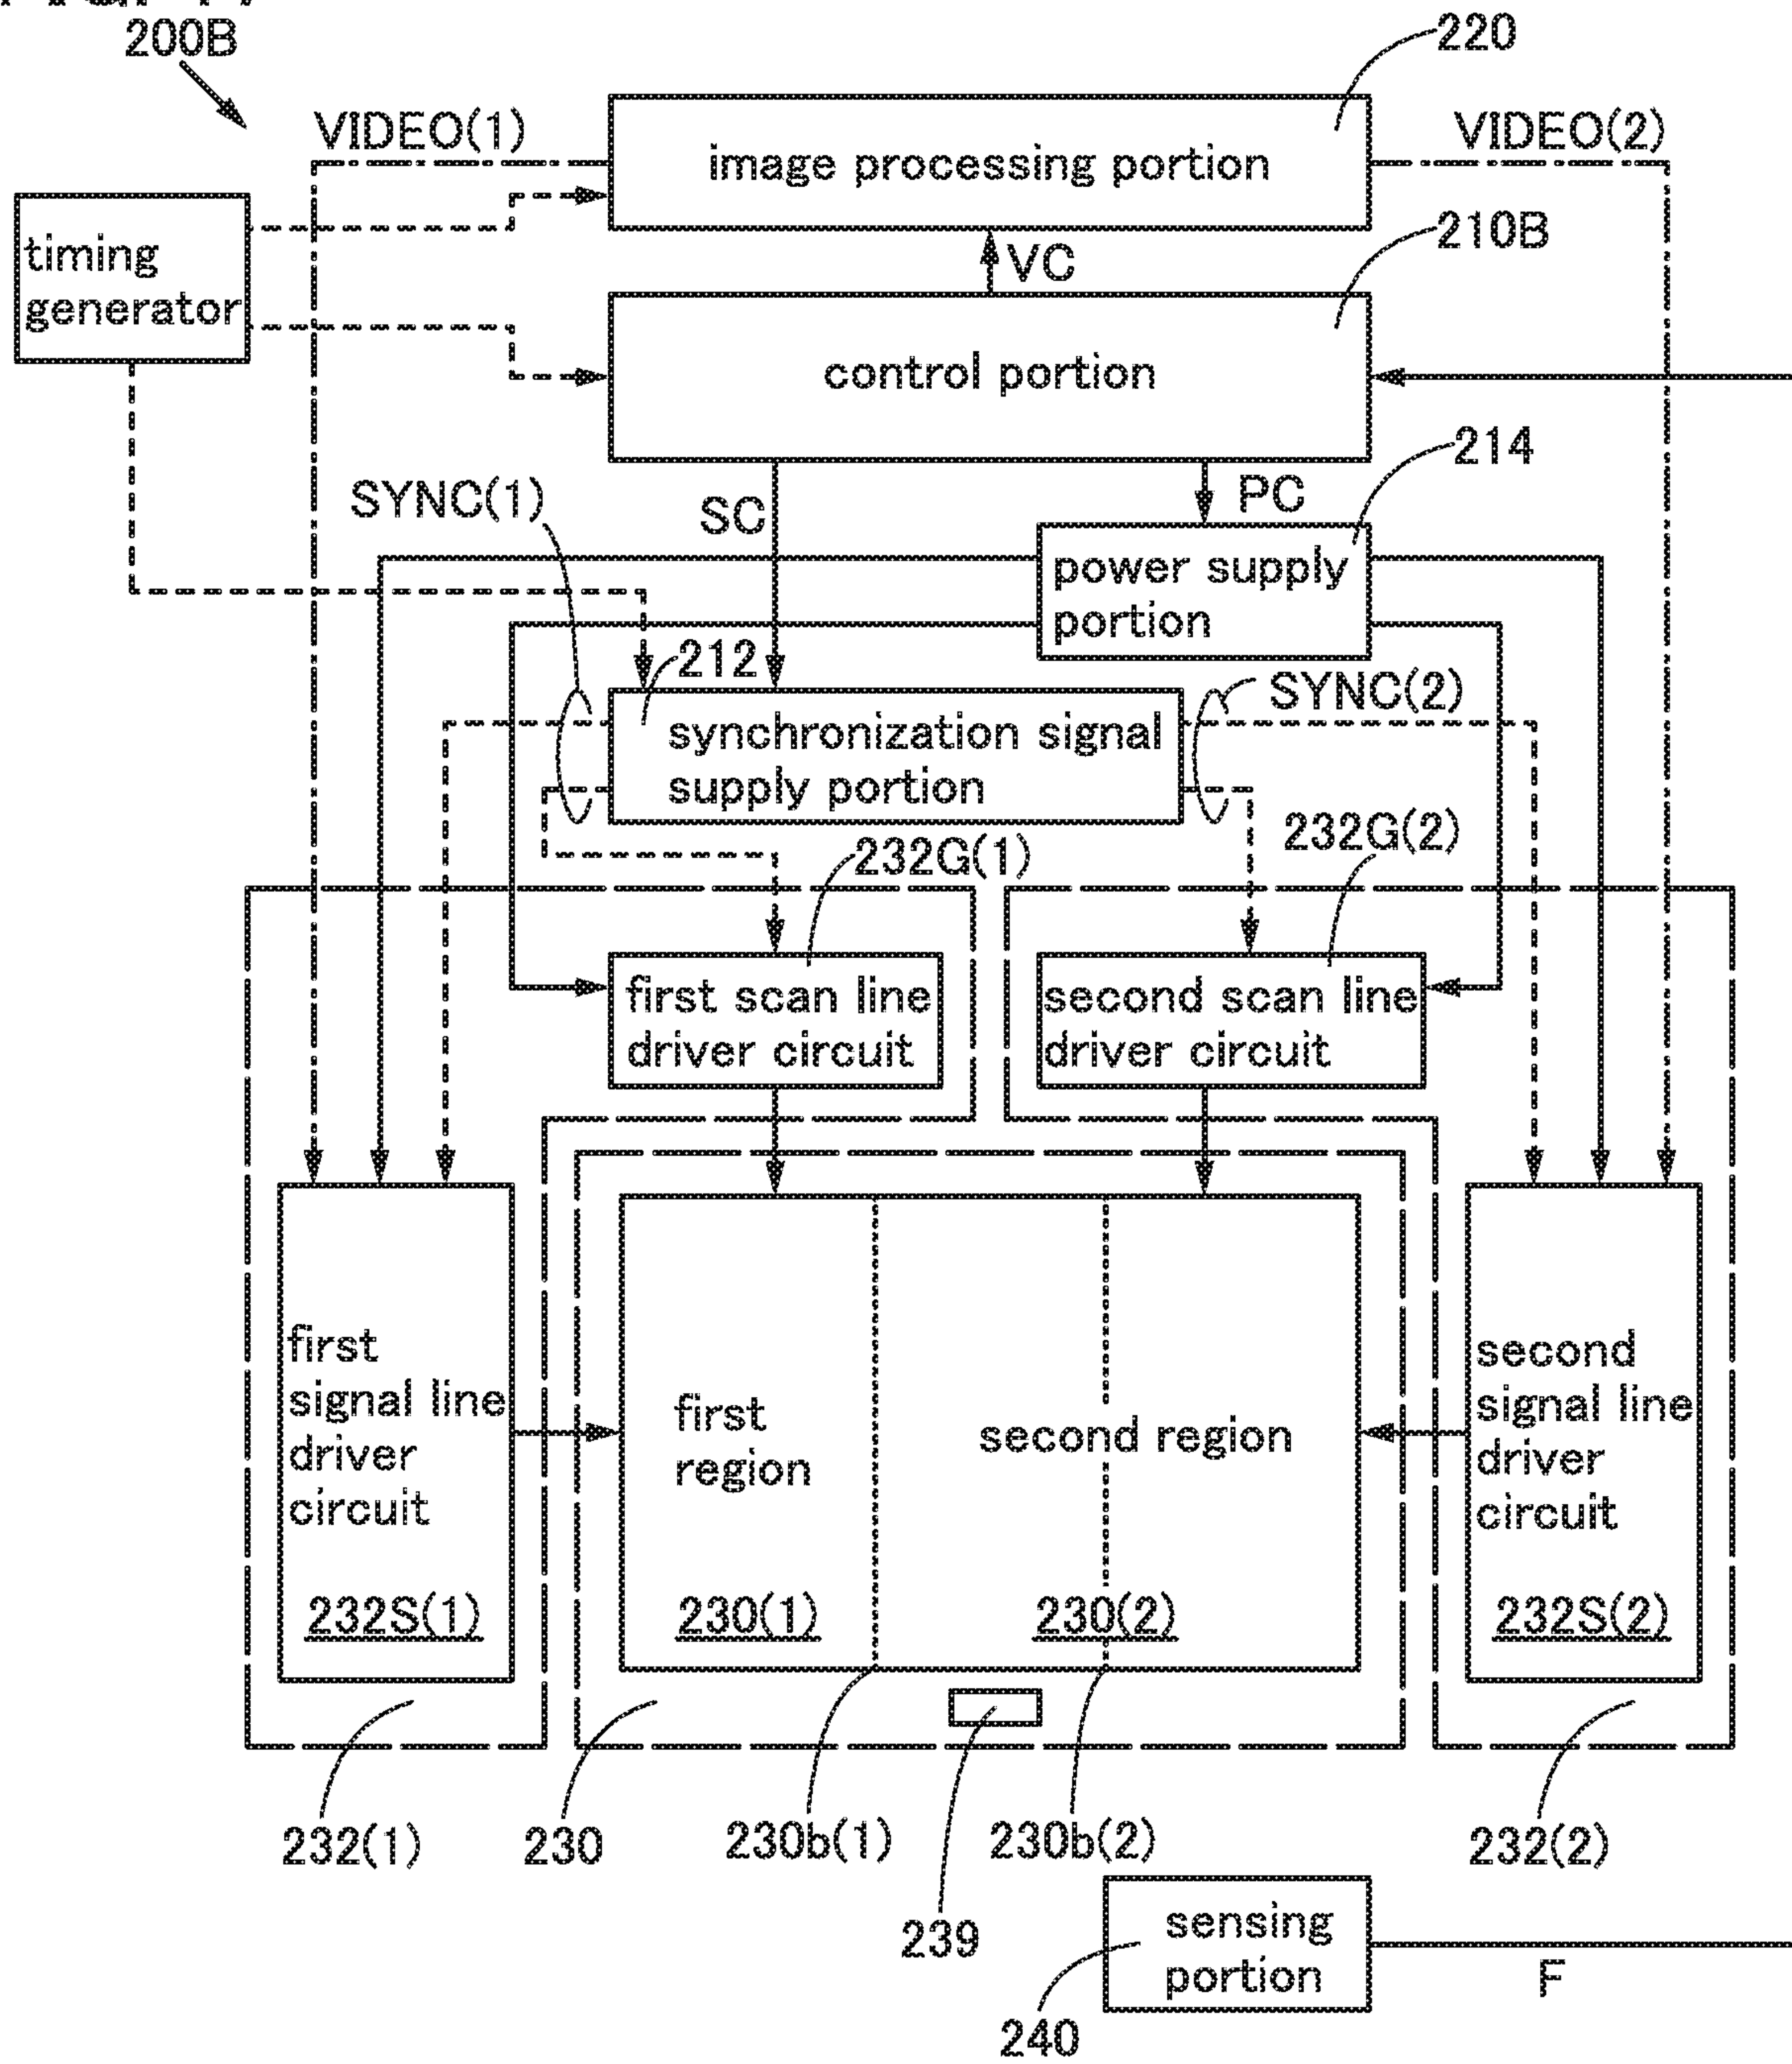 200B
220
VIDEO(1)
VIDEO(2)
image processing portion
timing
generator
VC
210B
control portion
214
SYNC(1)
SC
PC
power supply
portion
212
SYNC(2)
synchronization signal
supply portion
232G(1)
232G(2)
first scan line
driver circuit
second scan line
driver circuit
first
signal line
driver
circuit
232S(1)
first
region
230(1)
second region
230(2)
second
signal line
driver
circuit
232S(2)
232(1)
230
230b(1)
230b(2)
232(2)
239
sensing
portion
F
240